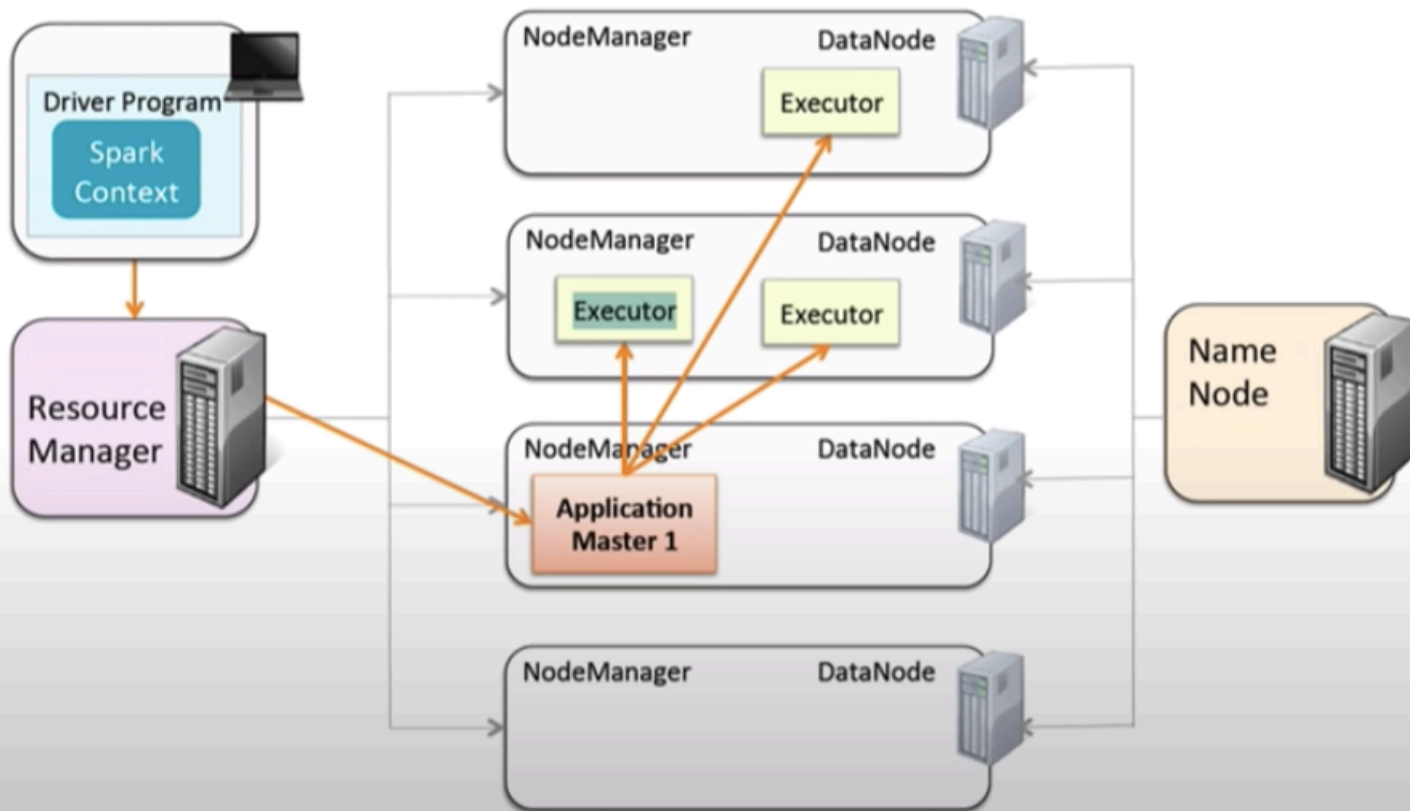 Driver Program
Spark
Context
Resource
Manager
NodeManager DataNode
Executor
NodeManager DataNode
Executor Executor
NodeManager DataNode
Application
Master 1
NodeManager DataNode
Name
Node